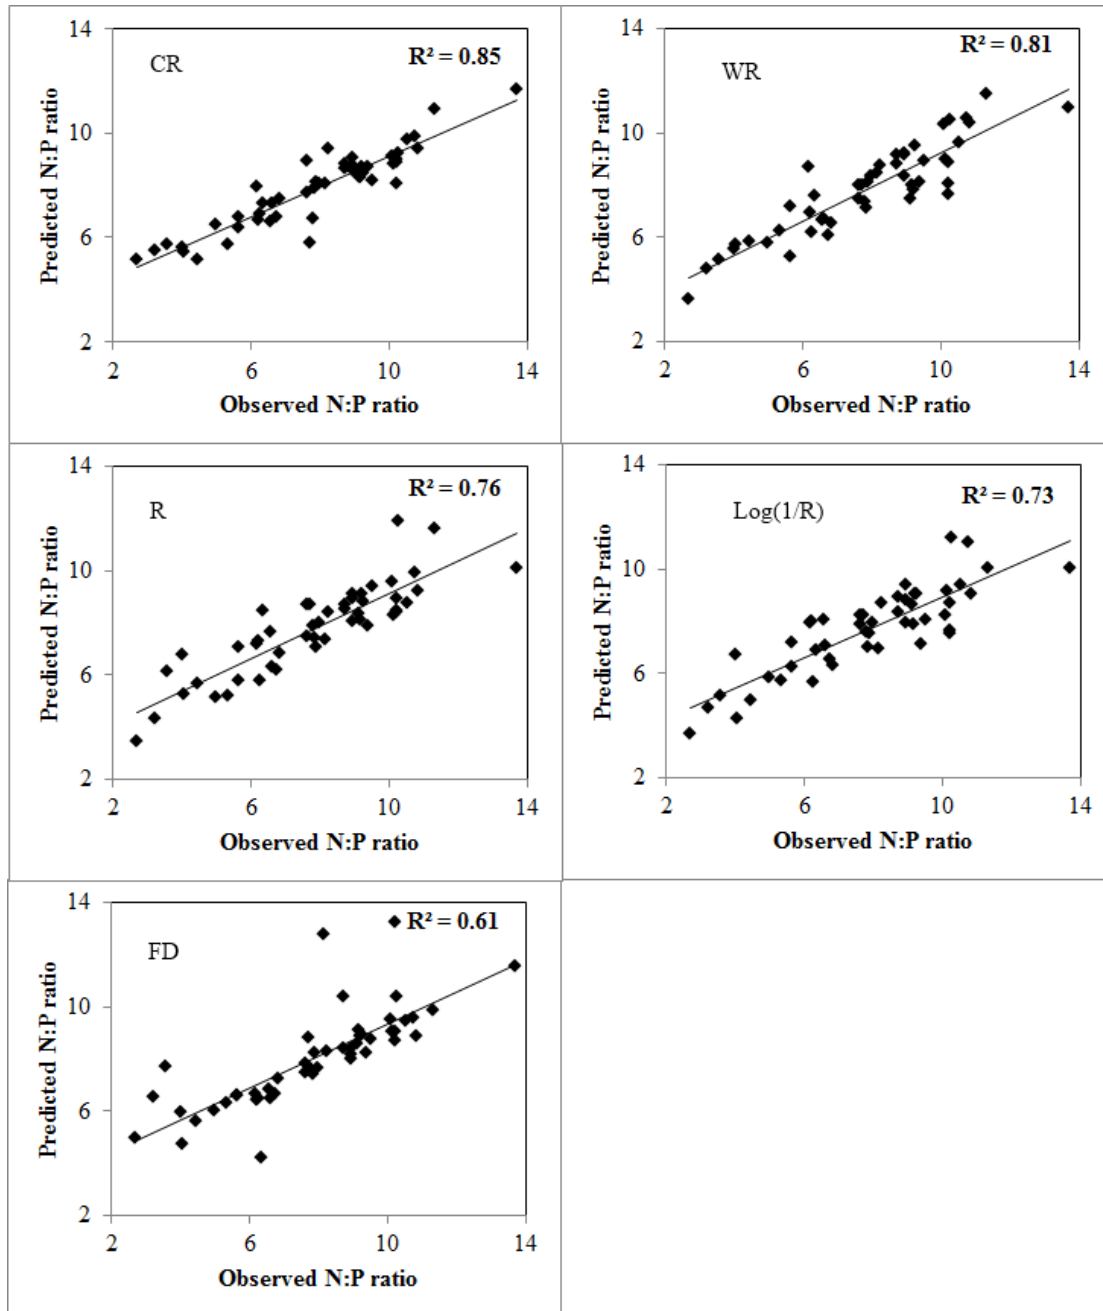 14
10
6
2
Predicted N:P ratio
CR
R² = 0.85
2 6 10 14
Observed N:P ratio
14
10
6
2
Predicted N:P ratio
WR
R² = 0.81
2 6 10 14
Observed N:P ratio
14
10
6
2
Predicted N:P ratio
R
R² = 0.76
2 6 10 14
Observed N:P ratio
14
10
6
2
Predicted N:P ratio
Log(1/R)
R² = 0.73
2 6 10 14
Observed N:P ratio
14
10
6
2
Predicted N:P ratio
FD
R² = 0.61
2 6 10 14
Observed N:P ratio